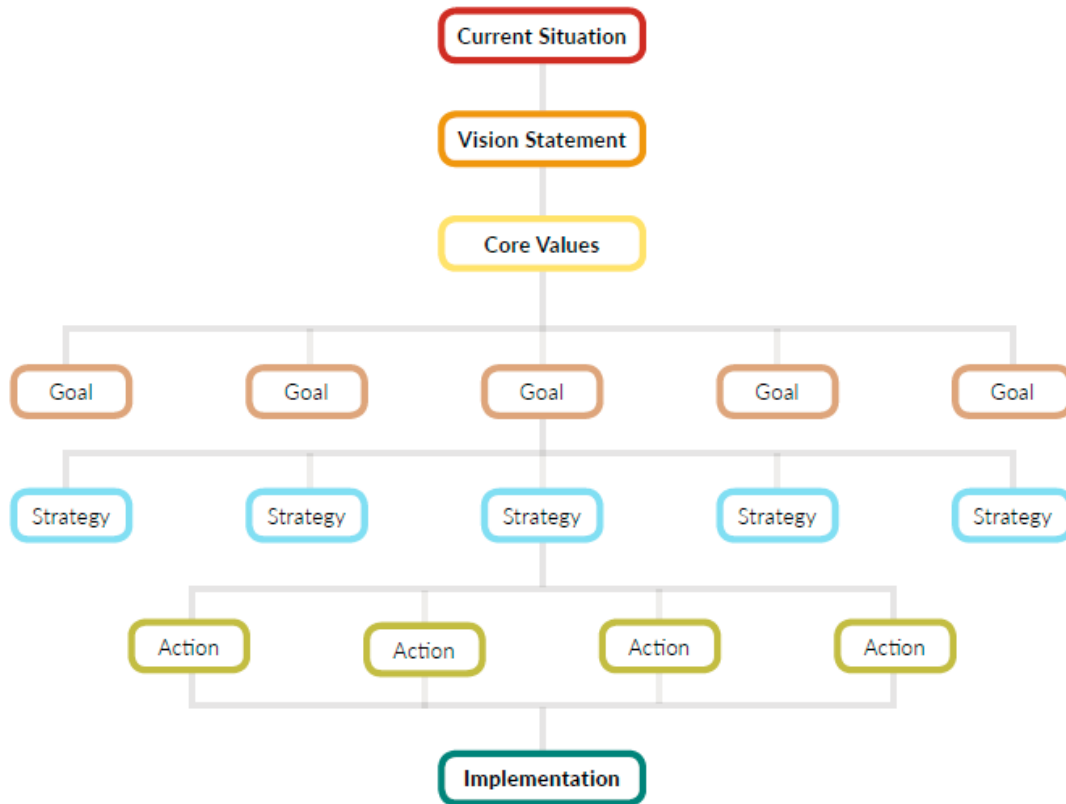 Current Situation
Vision Statement
Core Values
Goal
Goal
Goal
Goal
Goal
Strategy
Strategy
Strategy
Strategy
Strategy
Action
Action
Action
Action
Implementation